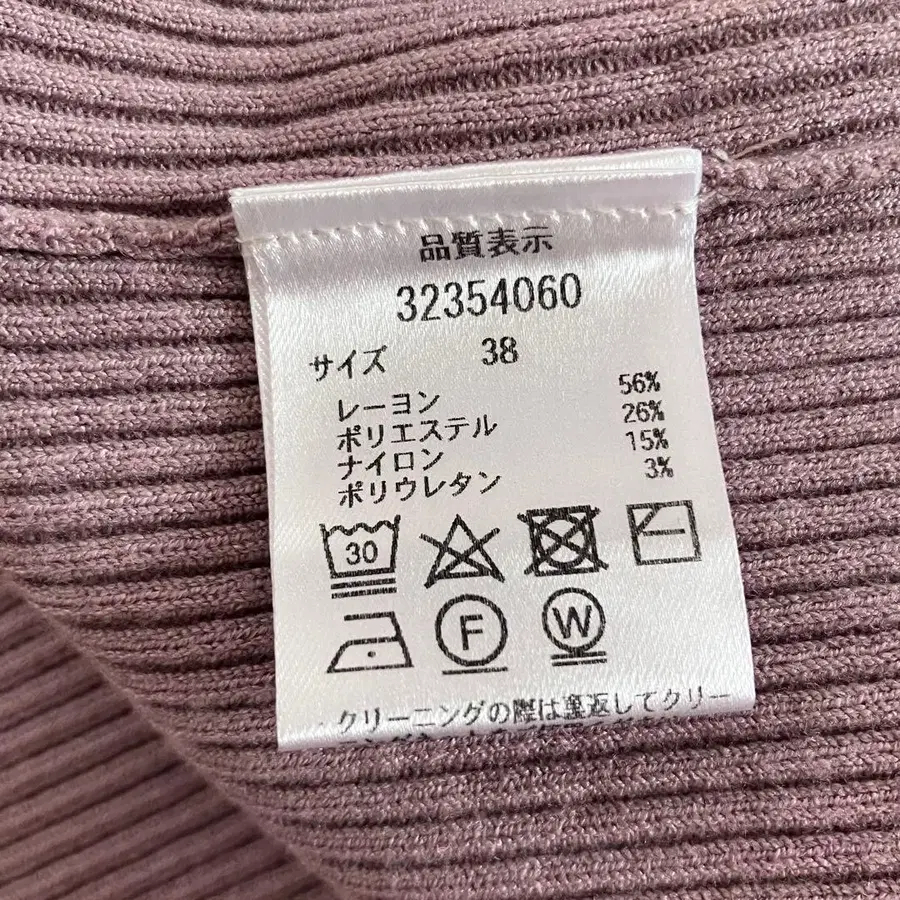 品質表示
32354060
サイズ 38
レーヨン 56%
ポリエステル 26%
ナイロン 15%
ポリウレタン 3%
30
F W
クリーニングの際は裏返してクリー